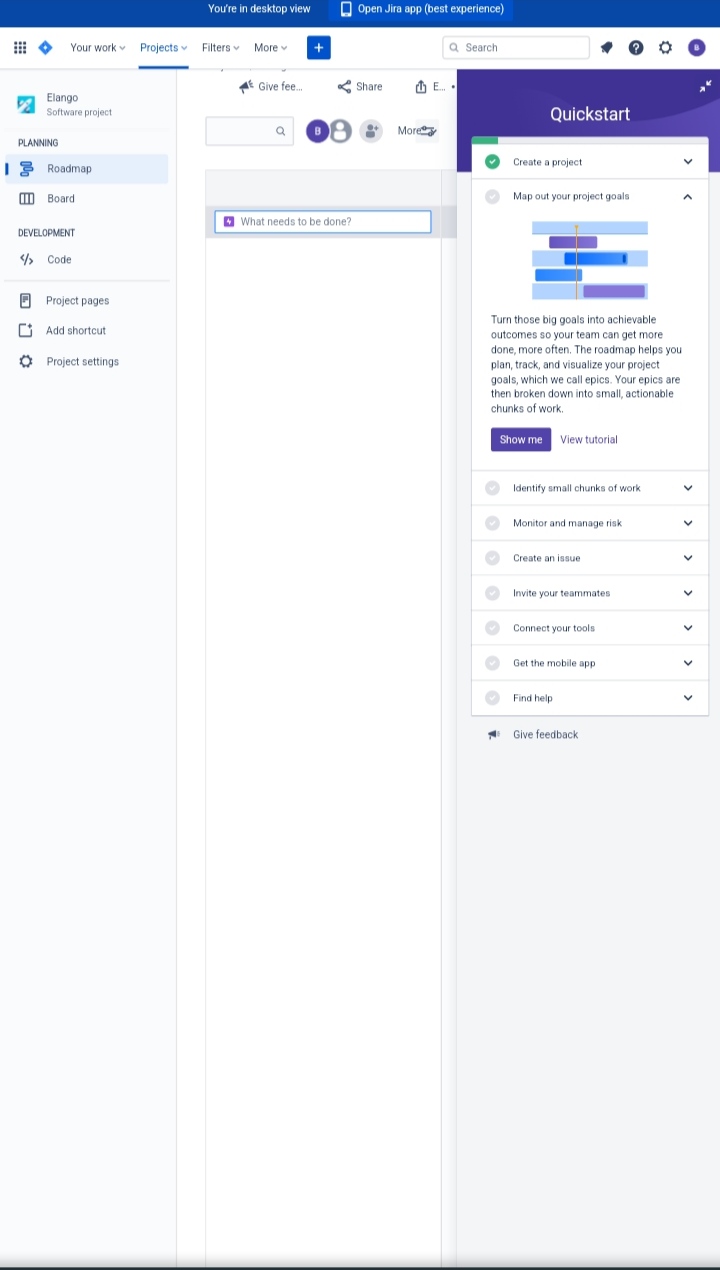 You're in desktop view
Open Jira app (best experience)
Your work
Projects
Filters
More
Search
B
Elango
Software project
PLANNING
Roadmap
Board
DEVELOPMENT
Code
Project pages
Add shortcut
Project settings
Give fee...
Share
E...
B
More
What needs to be done?
Quickstart
Create a project
Map out your project goals
Turn those big goals into achievable
outcomes so your team can get more
done, more often. The roadmap helps you
plan, track, and visualize your project
goals, which we call epics. Your epics are
then broken down into small, actionable
chunks of work.
Show me
View tutorial
Identify small chunks of work
Monitor and manage risk
Create an issue
Invite your teammates
Connect your tools
Get the mobile app
Find help
Give feedback